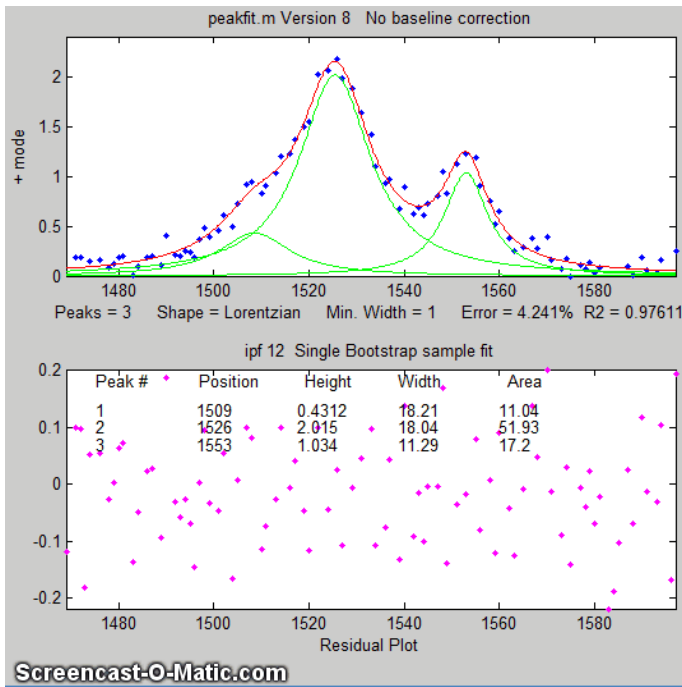 peakfit.m Version 8 No baseline correction
2
1.5
1
0.5
0
+ mode
1480 1500 1520 1540 1560 1580
Peaks = 3 Shape = Lorentzian Min. Width = 1 Error = 4.241% R2 = 0.97611
ipf 12 Single Bootstrap sample fit
0.2
0.1
0
-0.1
-0.2
Peak # Position Height Width Area
1 1509 0.4312 18.21 11.04
2 1526 2.015 18.04 51.93
3 1553 1.034 11.29 17.2
1480 1500 1520 1540 1560 1580
Residual Plot
Screencast-O-Matic.com